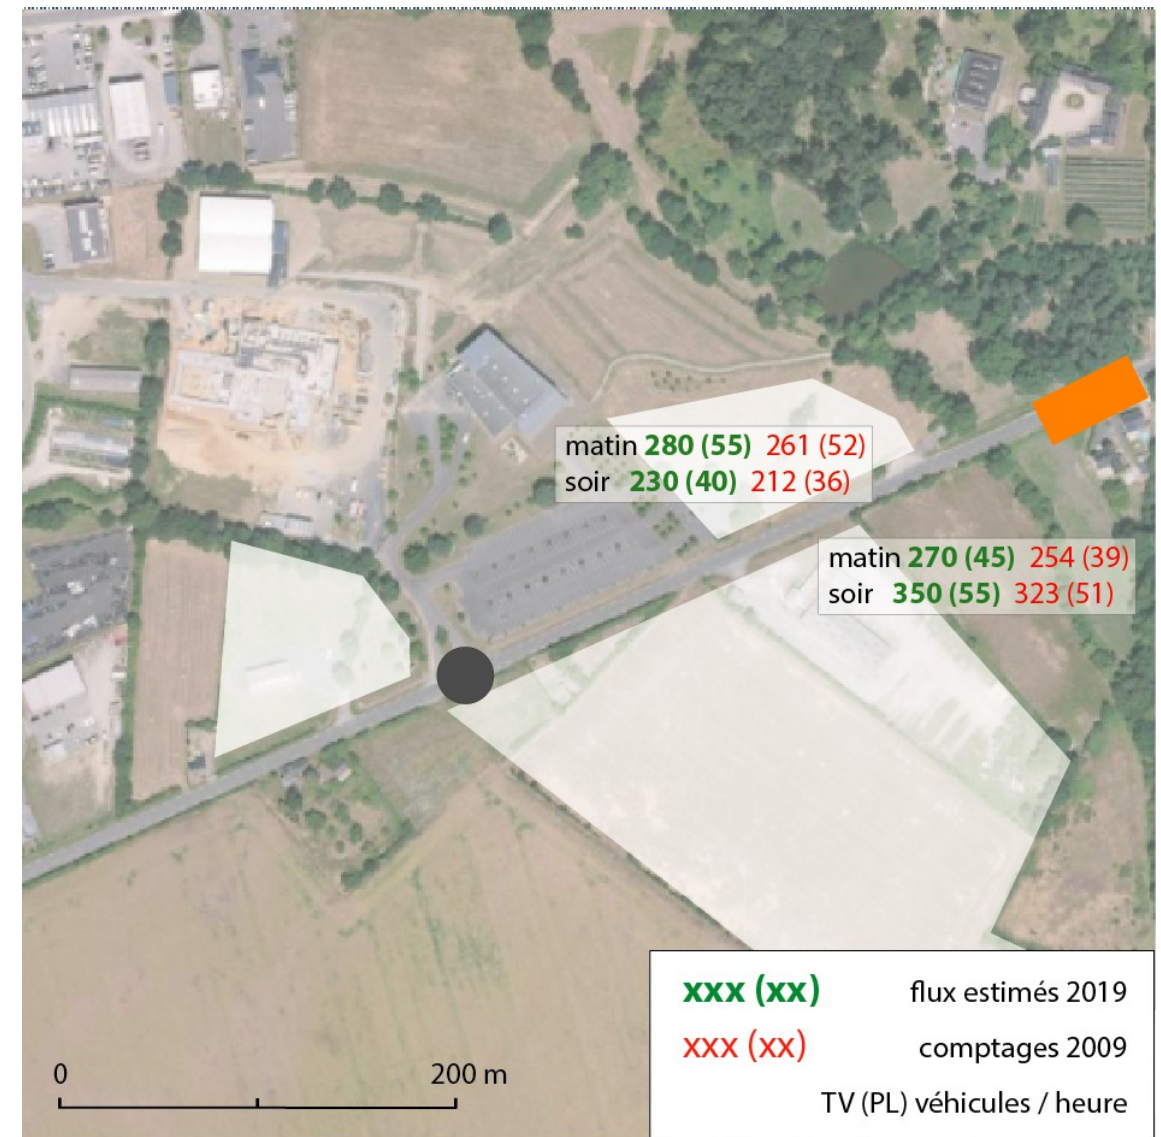 matin 280 (55) 261 (52)
soir 230 (40) 212 (36)
matin 270 (45) 254 (39)
soir 350 (55) 323 (51)
xxx (xx) flux estimés 2019
xxx (xx) comptages 2009
TV (PL) véhicules / heure
0 200 m